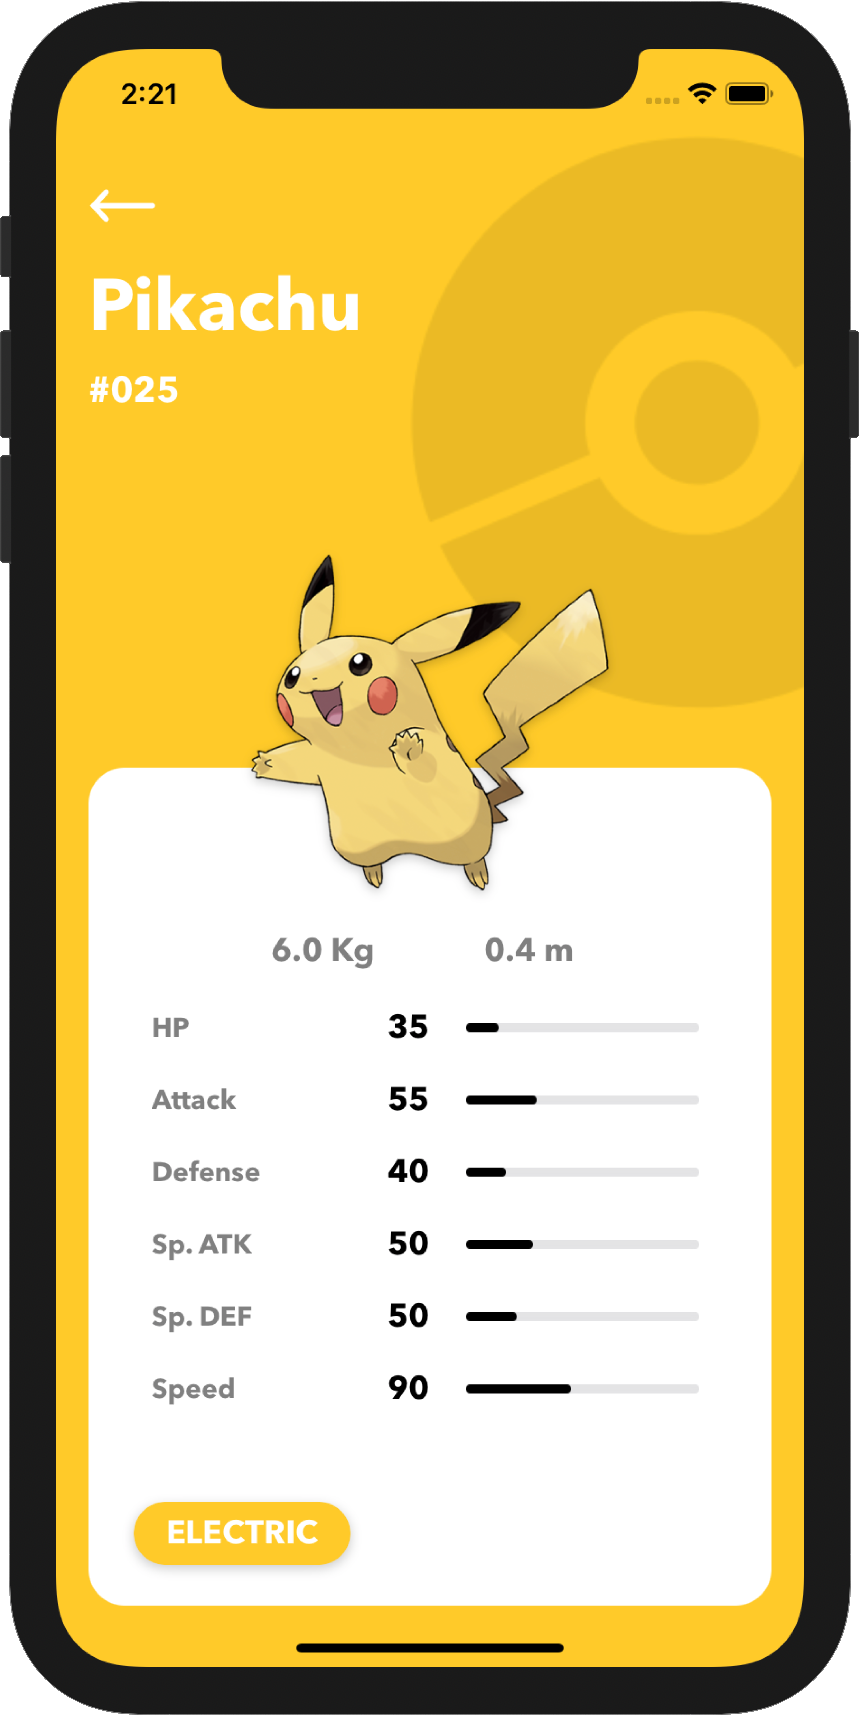 2:21
Pikachu
#025
6.0 Kg 0.4 m
HP 35
Attack 55
Defense 40
Sp. ATK 50
Sp. DEF 50
Speed 90
ELECTRIC